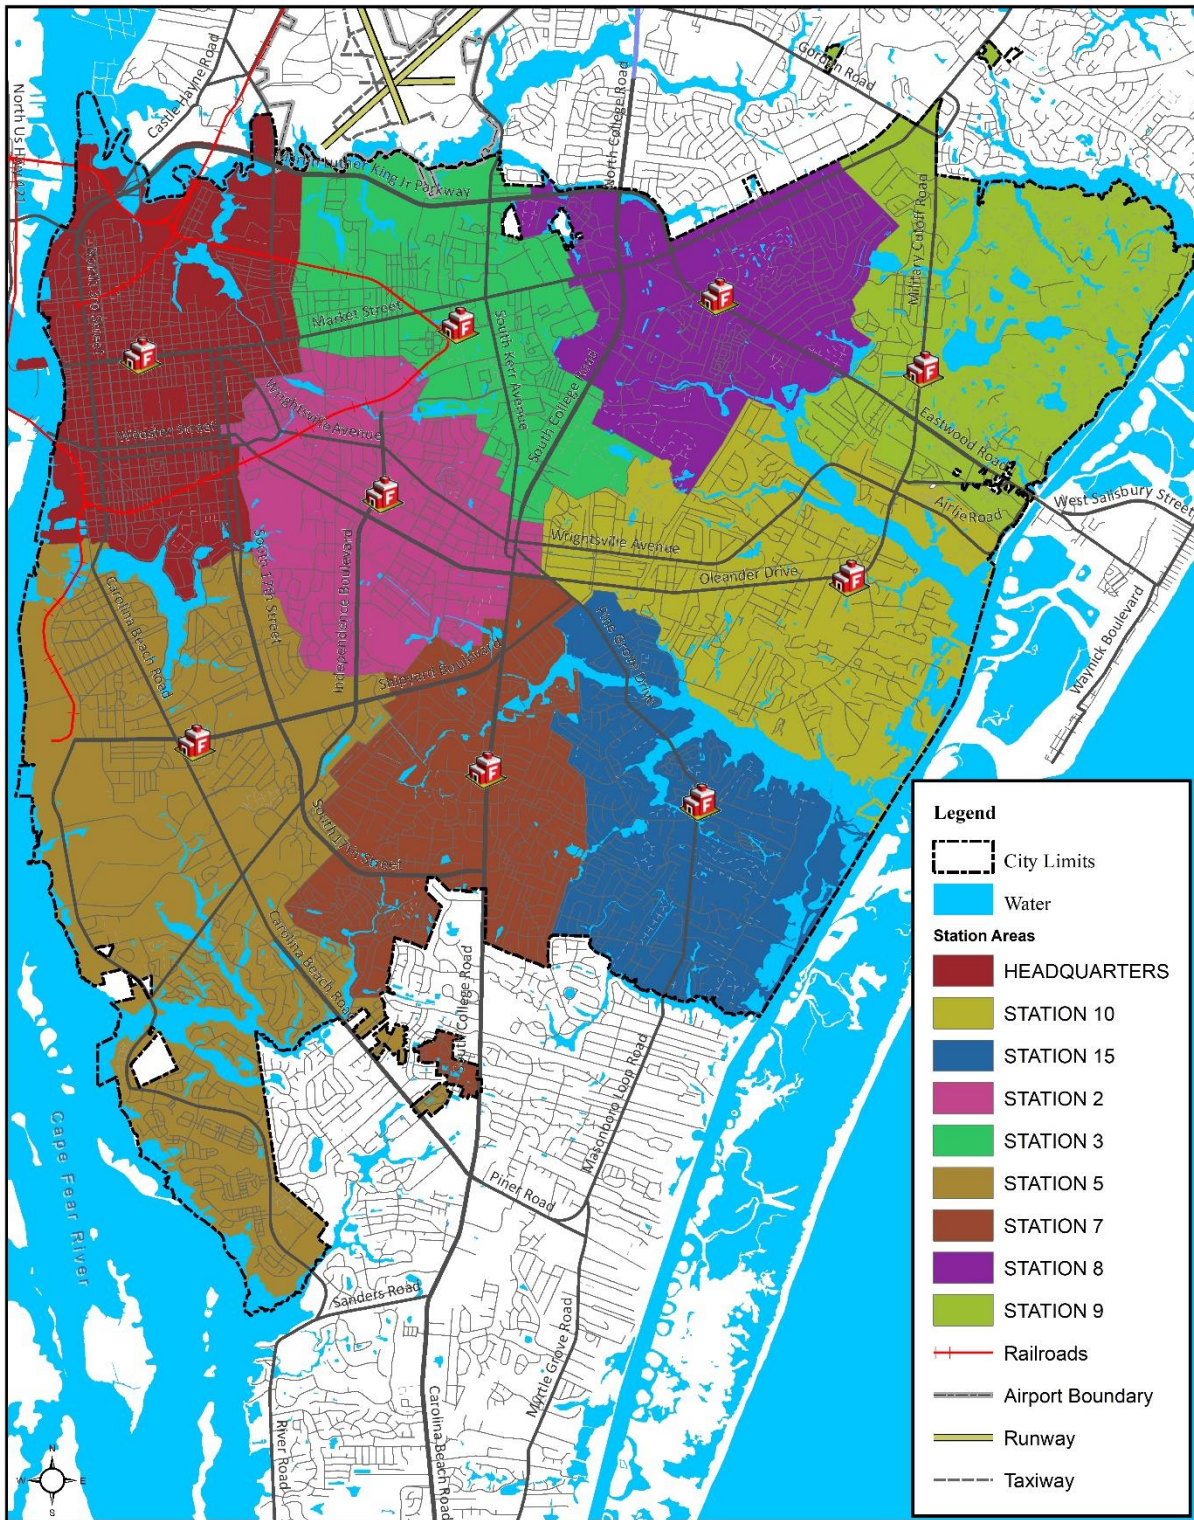 Castle Hayne Road
Gordon Road
North US Hwy 421
North College Road
Martin Luther King Jr Parkway
Military Cutoff Road
Market Street
South Kerr Avenue
South College Road
Wrightsville Avenue
Wooster Street
Eastwood Road
West Salisbury Street
Airlie Road
Wrightsville Avenue
Oleander Drive
South 17th Street
Independence Boulevard
Carolina Beach Road
Pine Grove Drive
Shipyard Boulevard
Waynick Boulevard
South 17th Street
Carolina Beach Road
South College Road
Masonboro Loop Road
Cape Fear River
Piner Road
Sanders Road
Myrtle Grove Road
River Road
Carolina Beach Road
F
F
F
F
F
F
F
F
F
N
W
E
S
Legend
City Limits
Water
Station Areas
HEADQUARTERS
STATION 10
STATION 15
STATION 2
STATION 3
STATION 5
STATION 7
STATION 8
STATION 9
Railroads
Airport Boundary
Runway
Taxiway